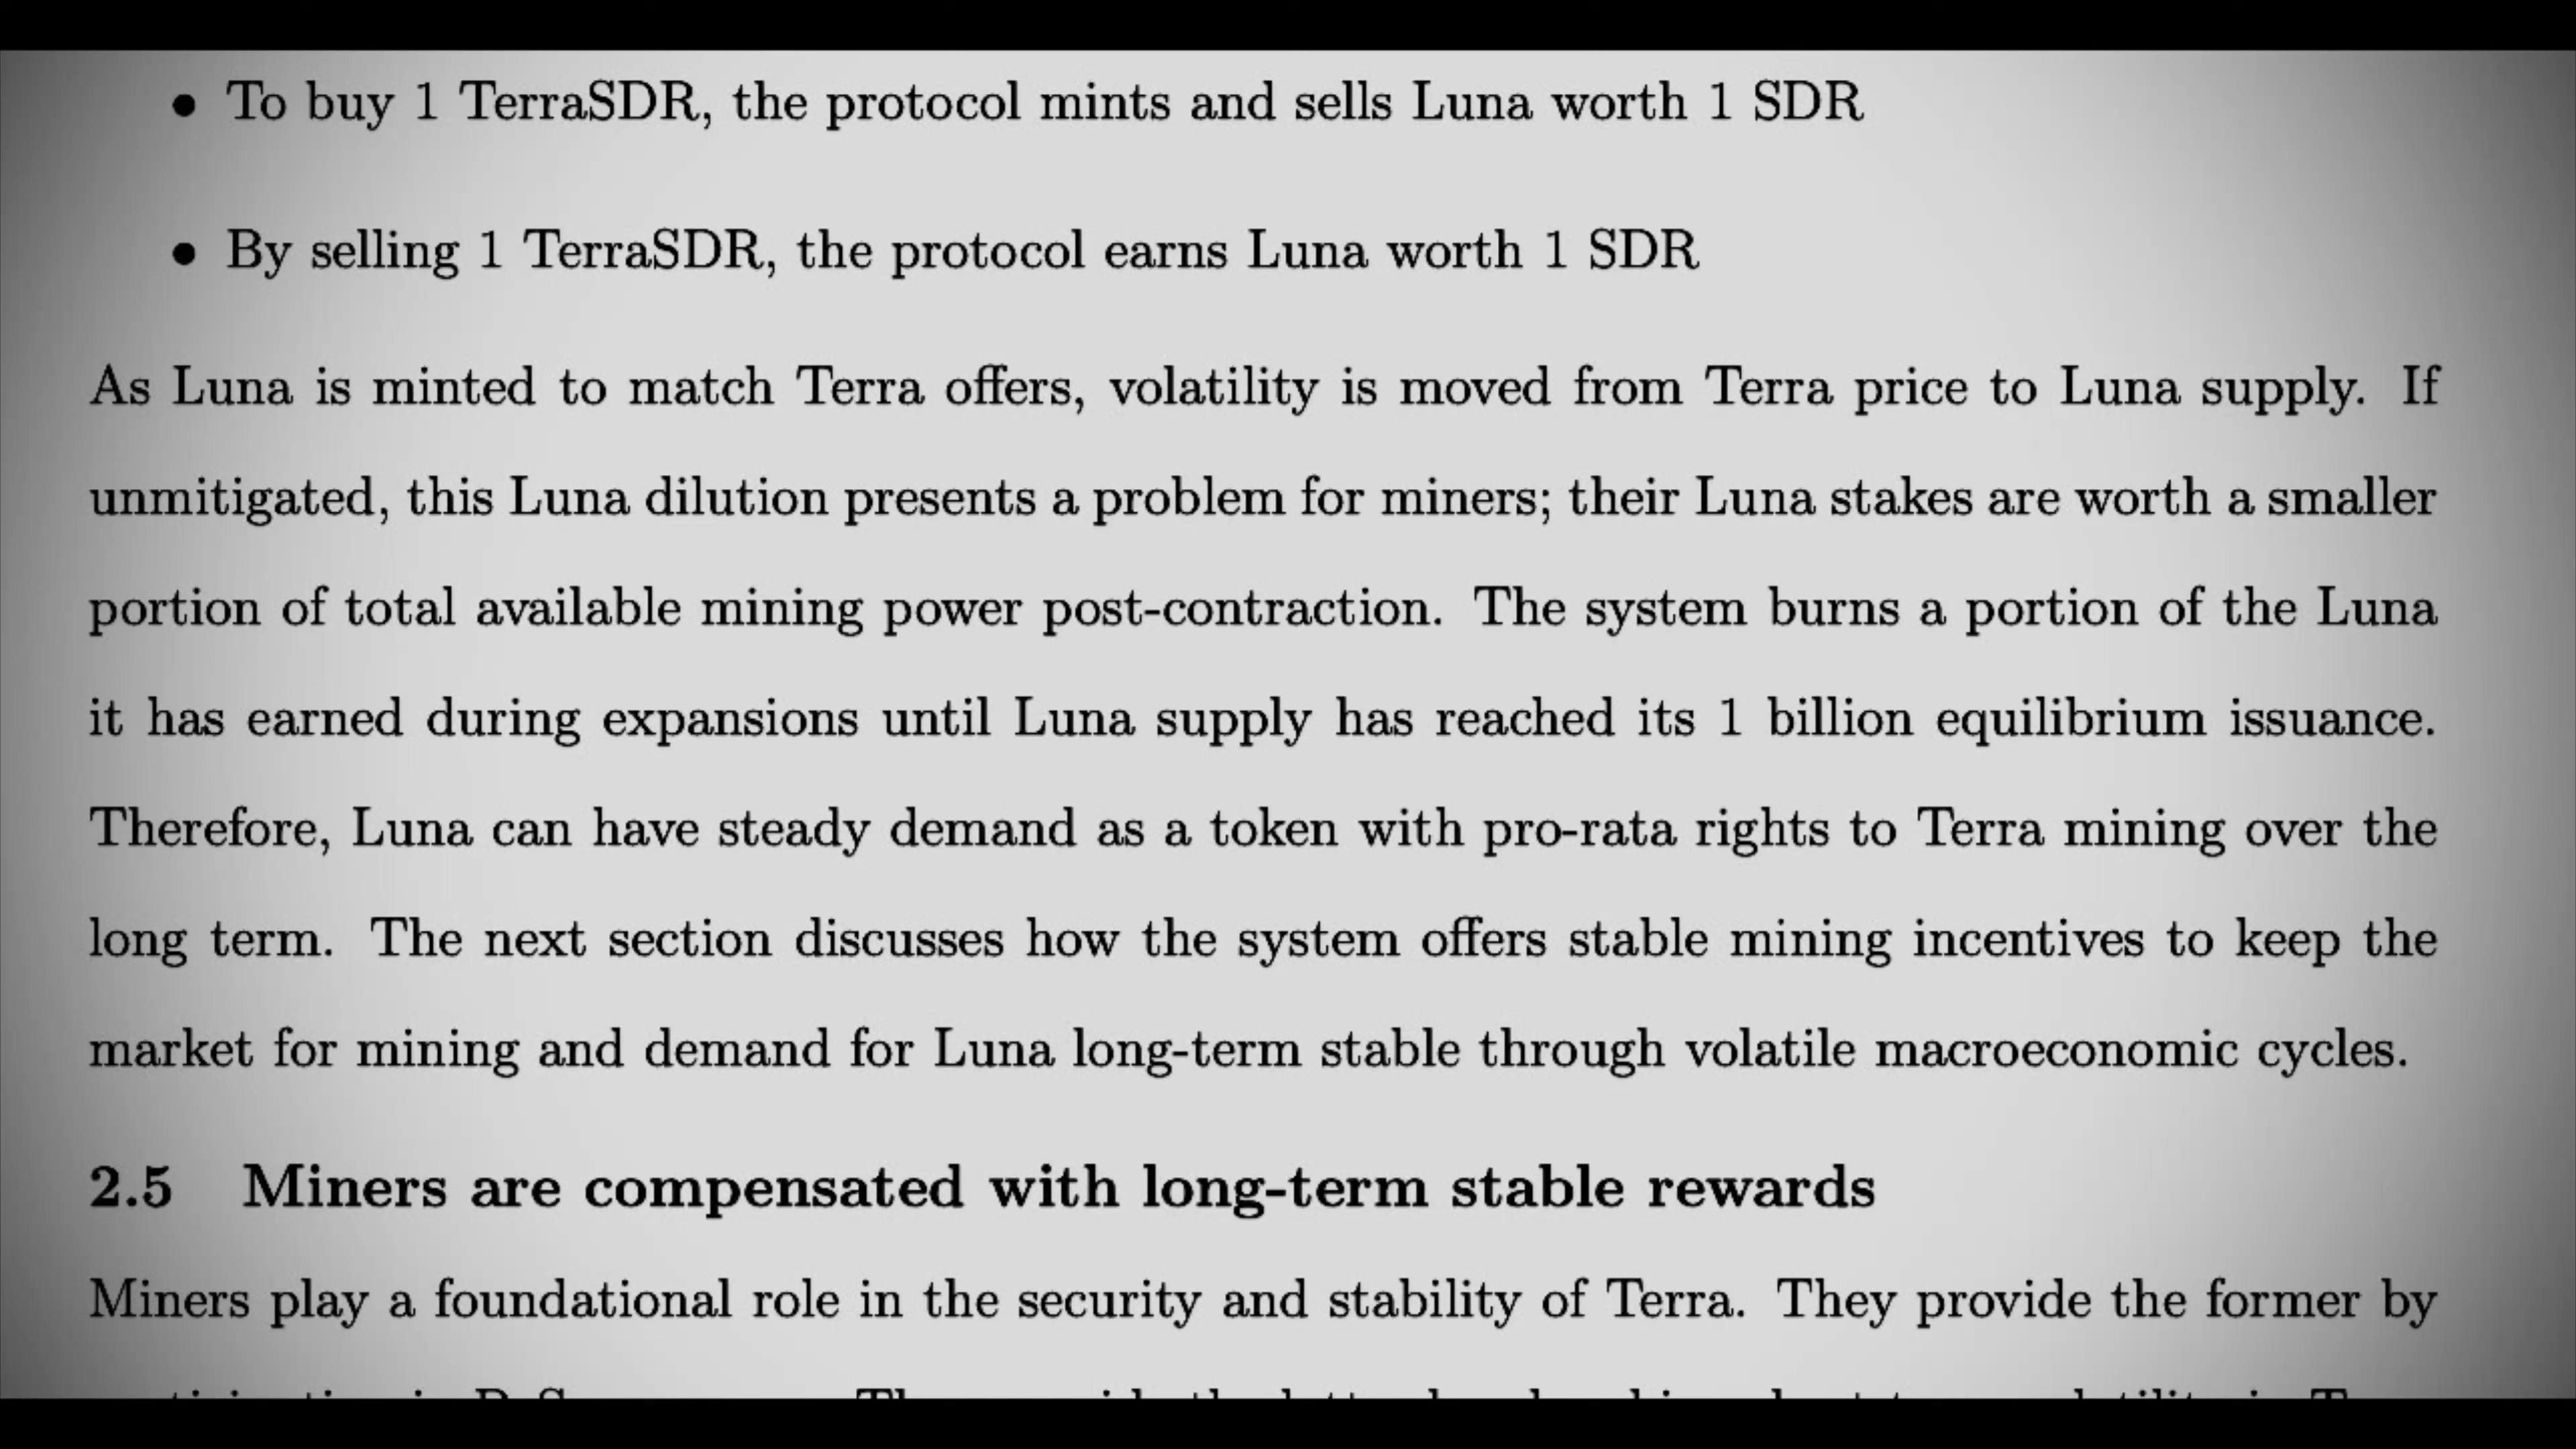 • To buy 1 TerraSDR, the protocol mints and sells Luna worth 1 SDR
• By selling 1 TerraSDR, the protocol earns Luna worth 1 SDR
As Luna is minted to match Terra offers, volatility is moved from Terra price to Luna supply. If
unmitigated, this Luna dilution presents a problem for miners; their Luna stakes are worth a smaller
portion of total available mining power post-contraction. The system burns a portion of the Luna
it has earned during expansions until Luna supply has reached its 1 billion equilibrium issuance.
Therefore, Luna can have steady demand as a token with pro-rata rights to Terra mining over the
long term. The next section discusses how the system offers stable mining incentives to keep the
market for mining and demand for Luna long-term stable through volatile macroeconomic cycles.
2.5 Miners are compensated with long-term stable rewards
Miners play a foundational role in the security and stability of Terra. They provide the former by